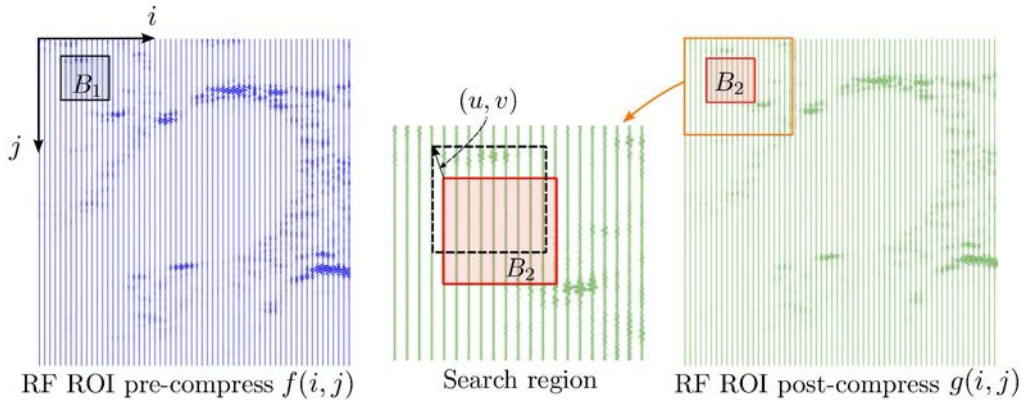 i
j
B₁
(u, v)
B₂
B₂
RF ROI pre-compress f(i, j)
Search region
RF ROI post-compress g(i, j)